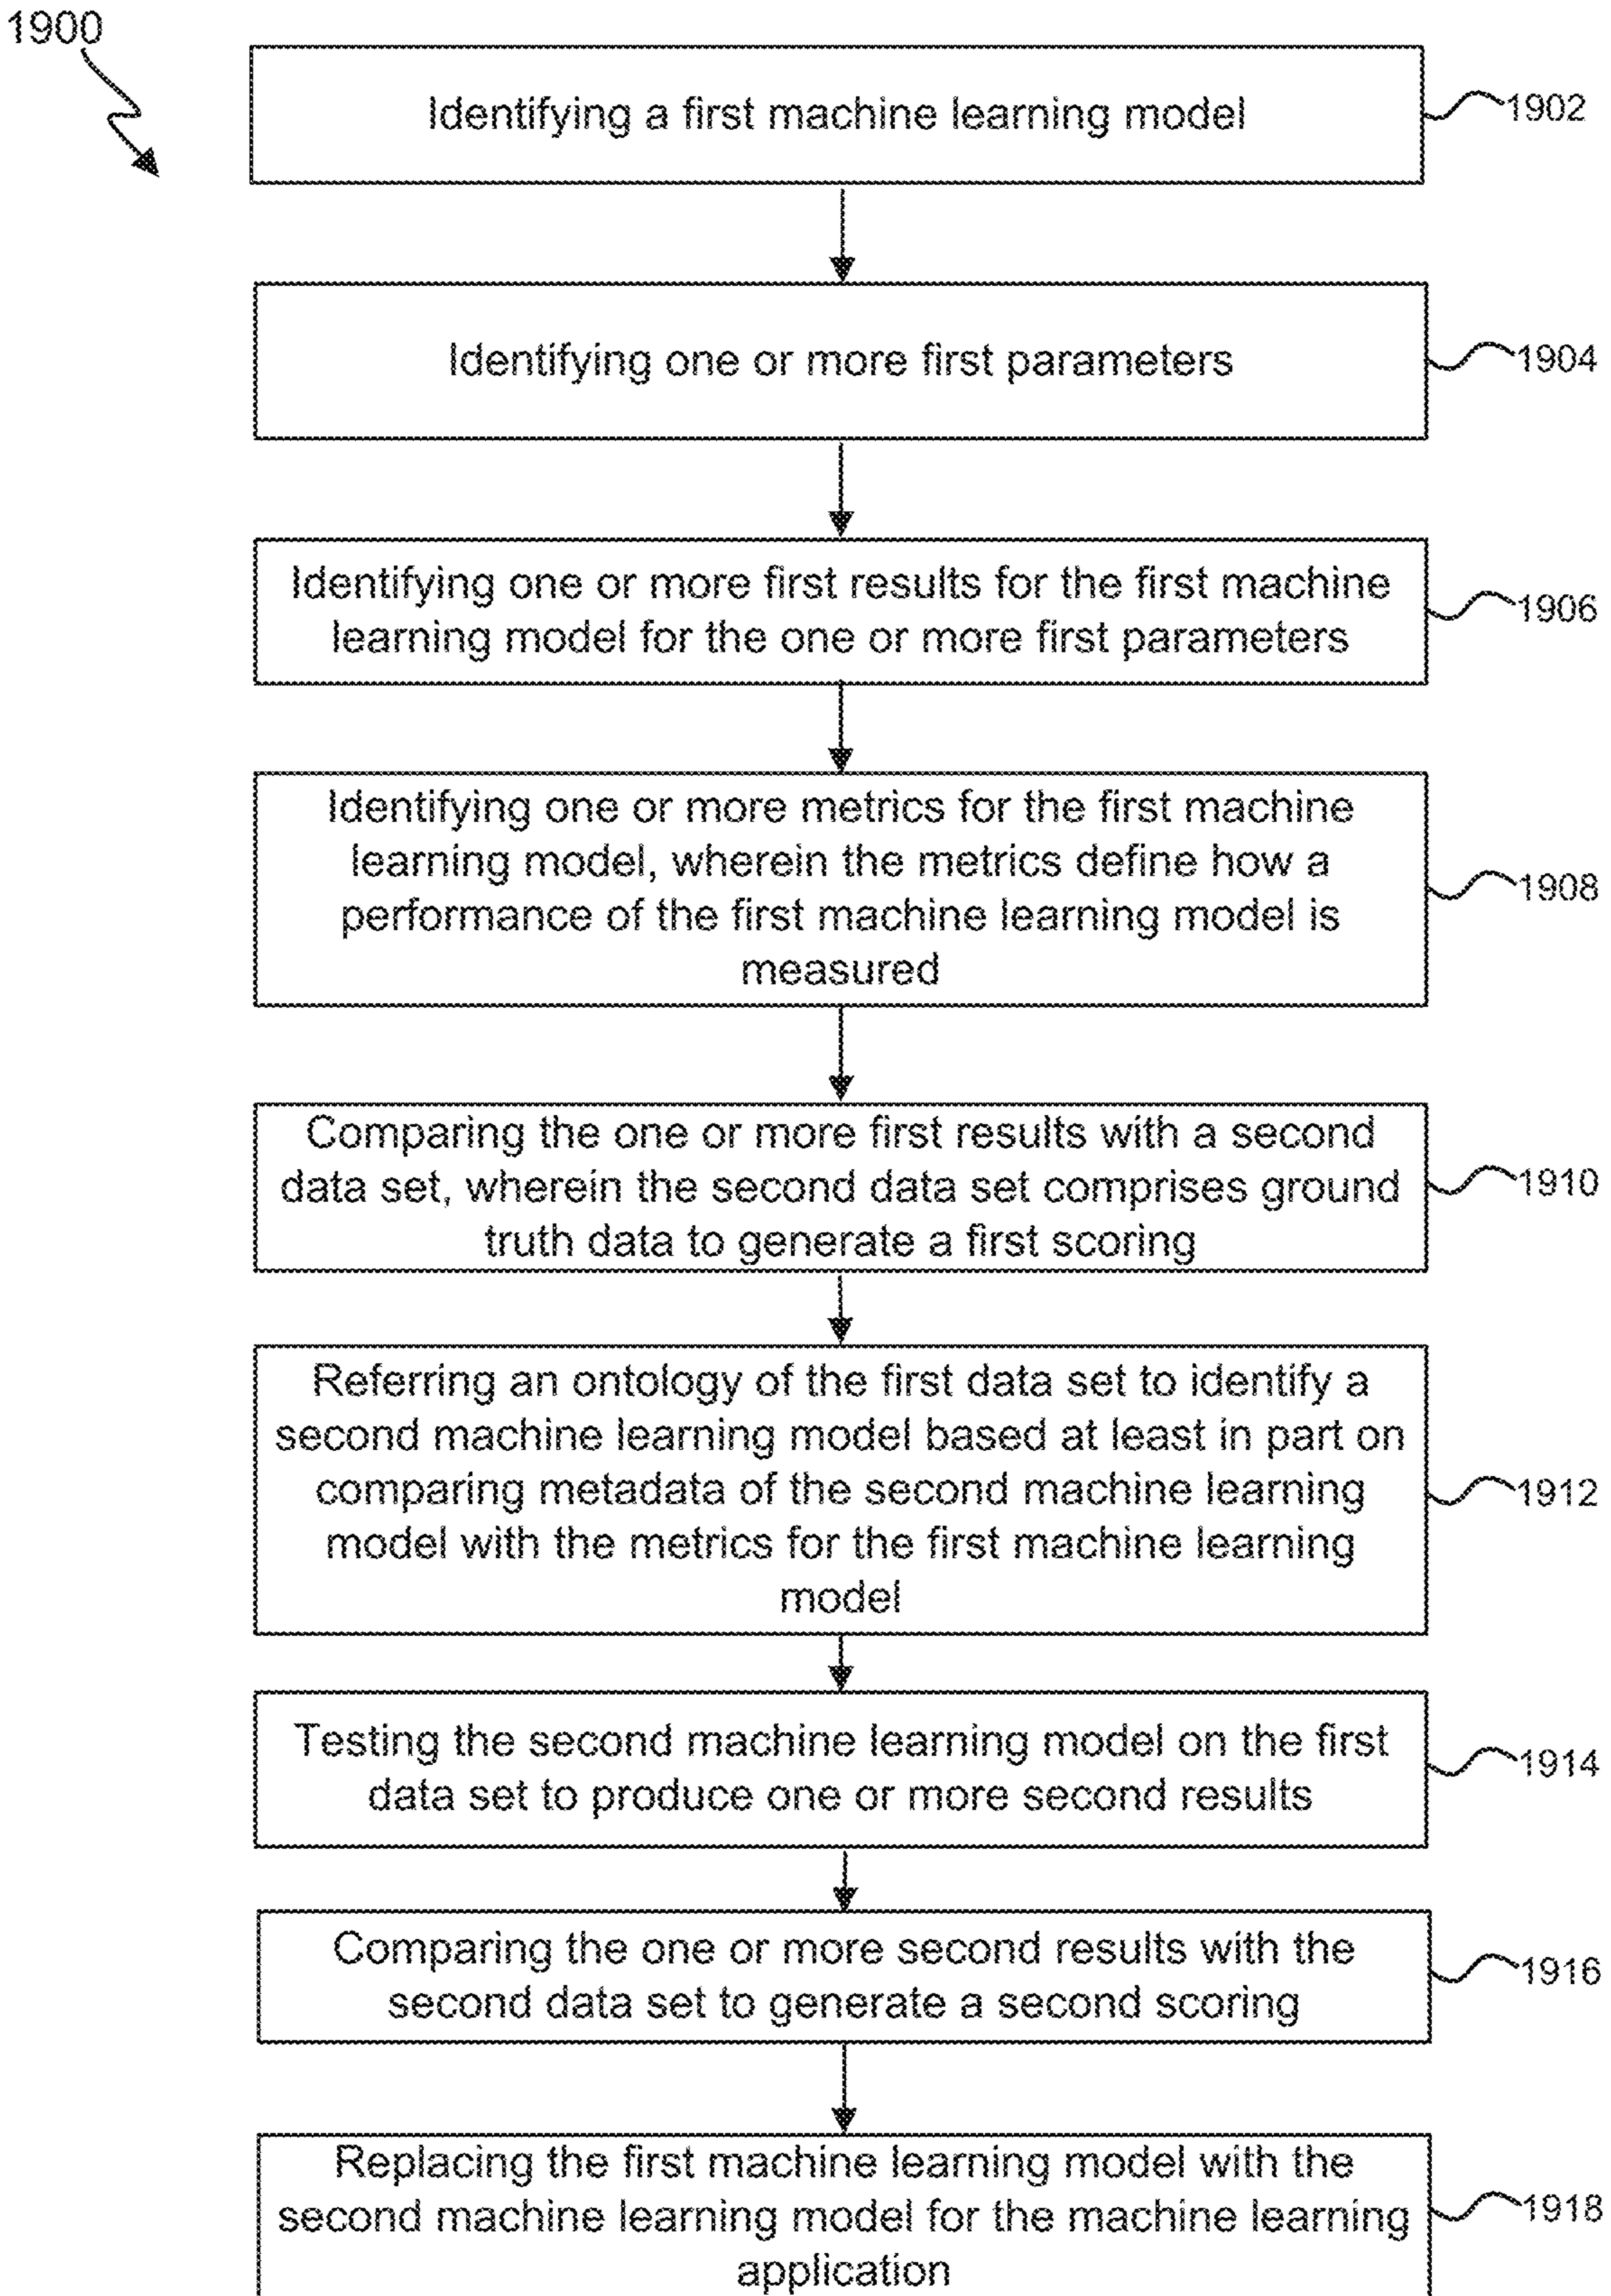 1900
Identifying a first machine learning model
1902
Identifying one or more first parameters
1904
Identifying one or more first results for the first machine
learning model for the one or more first parameters
1906
Identifying one or more metrics for the first machine
learning model, wherein the metrics define how a
performance of the first machine learning model is
measured
1908
Comparing the one or more first results with a second
data set, wherein the second data set comprises ground
truth data to generate a first scoring
1910
Referring an ontology of the first data set to identify a
second machine learning model based at least in part on
comparing metadata of the second machine learning
model with the metrics for the first machine learning
model
1912
Testing the second machine learning model on the first
data set to produce one or more second results
1914
Comparing the one or more second results with the
second data set to generate a second scoring
1916
Replacing the first machine learning model with the
second machine learning model for the machine learning
application
1918